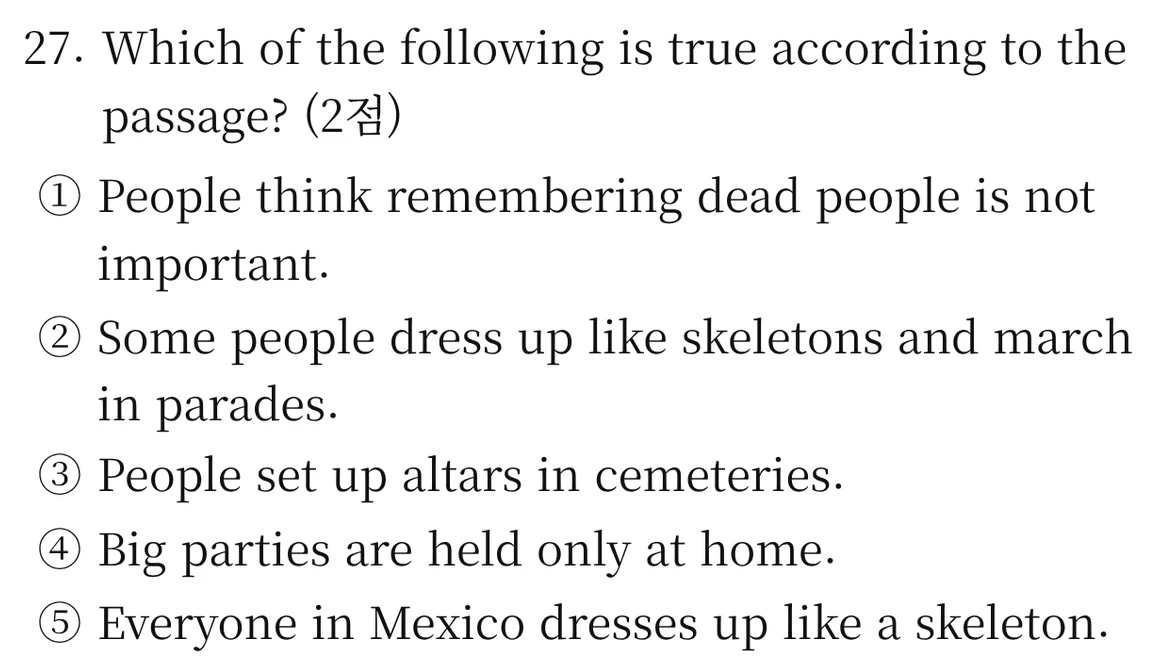 27. Which of the following is true according to the
passage? (2점)
① People think remembering dead people is not
important.
② Some people dress up like skeletons and march
in parades.
③ People set up altars in cemeteries.
④ Big parties are held only at home.
⑤ Everyone in Mexico dresses up like a skeleton.